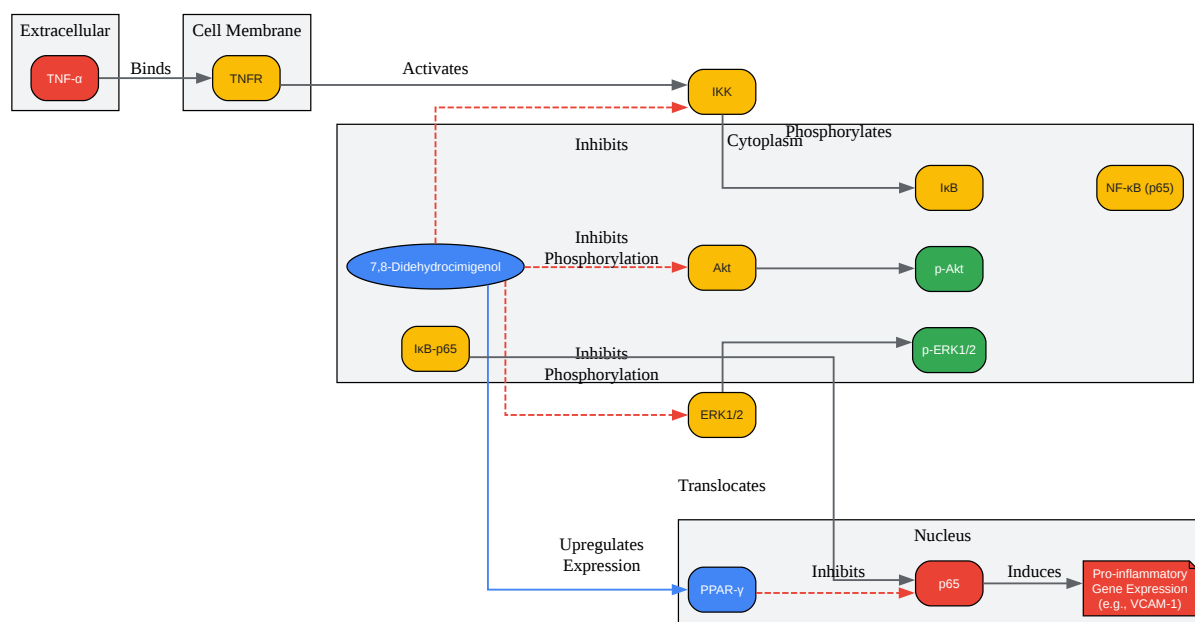 Extracellular
Cell Membrane
TNF-α
Binds
TNFR
Activates
IKK
Phosphorylates
Cytoplasm
Inhibits
IκB
NF-κB (p65)
Inhibits
Phosphorylation
7,8-Didehydrocimigenol
Akt
p-Akt
IκB-p65
Inhibits
Phosphorylation
p-ERK1/2
ERK1/2
Translocates
Nucleus
Upregulates
Expression
PPAR-γ
Inhibits
p65
Induces
Pro-inflammatory
Gene Expression
(e.g., VCAM-1)